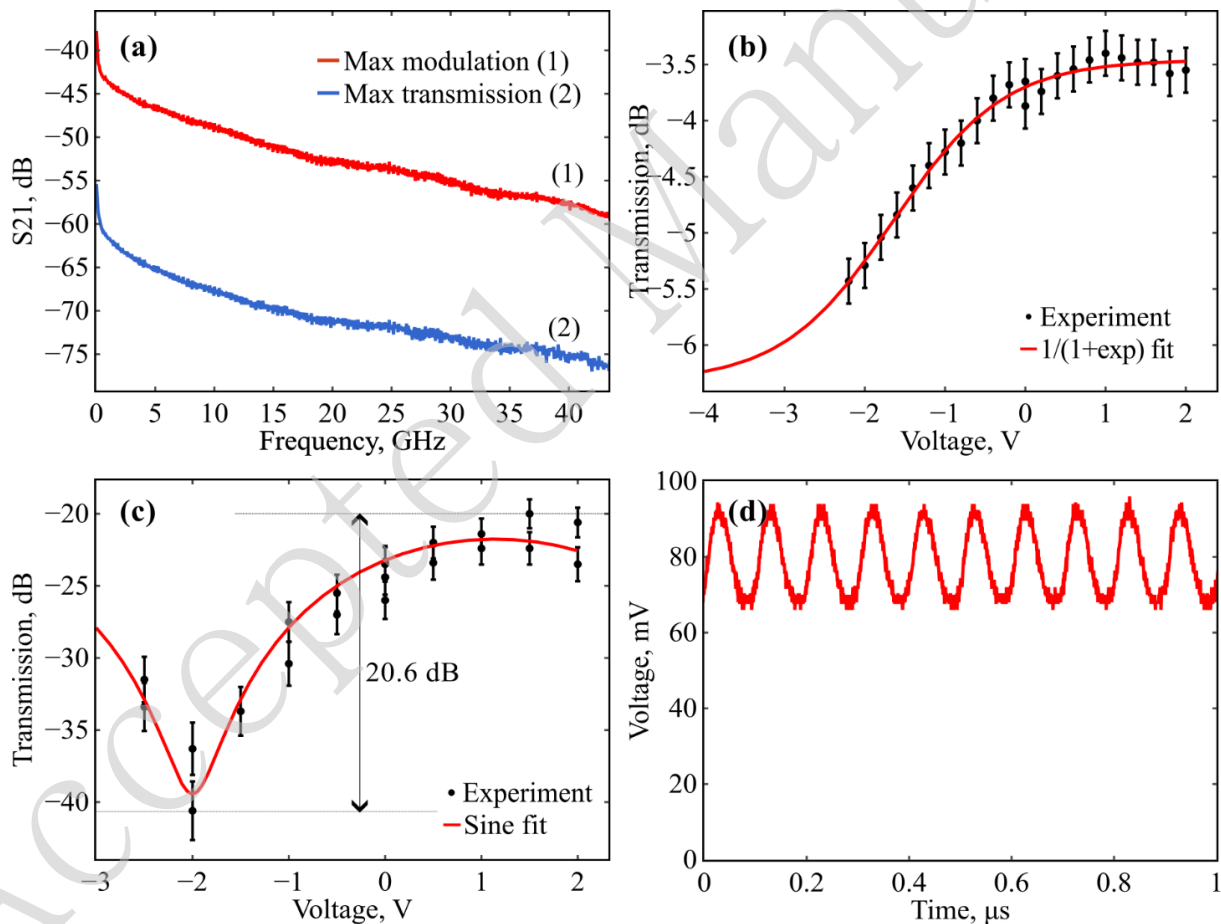 (a)
Max modulation (1)
Max transmission (2)
S21, dB
−40
−45
−50
−55
−60
−65
−70
−75
(1)
(2)
0 5 10 15 20 25 30 35 40
Frequency, GHz
(b)
Transmission, dB
−3.5
−4
−4.5
−5
−5.5
−6
Experiment
1/(1+exp) fit
−4 −3 −2 −1 0 1 2
Voltage, V
(c)
Transmission, dB
−20
−25
−30
−35
−40
20.6 dB
Experiment
Sine fit
−3 −2 −1 0 1 2
Voltage, V
(d)
Voltage, mV
100
80
60
40
20
0
0 0.2 0.4 0.6 0.8 1
Time, μs
Accepted Man